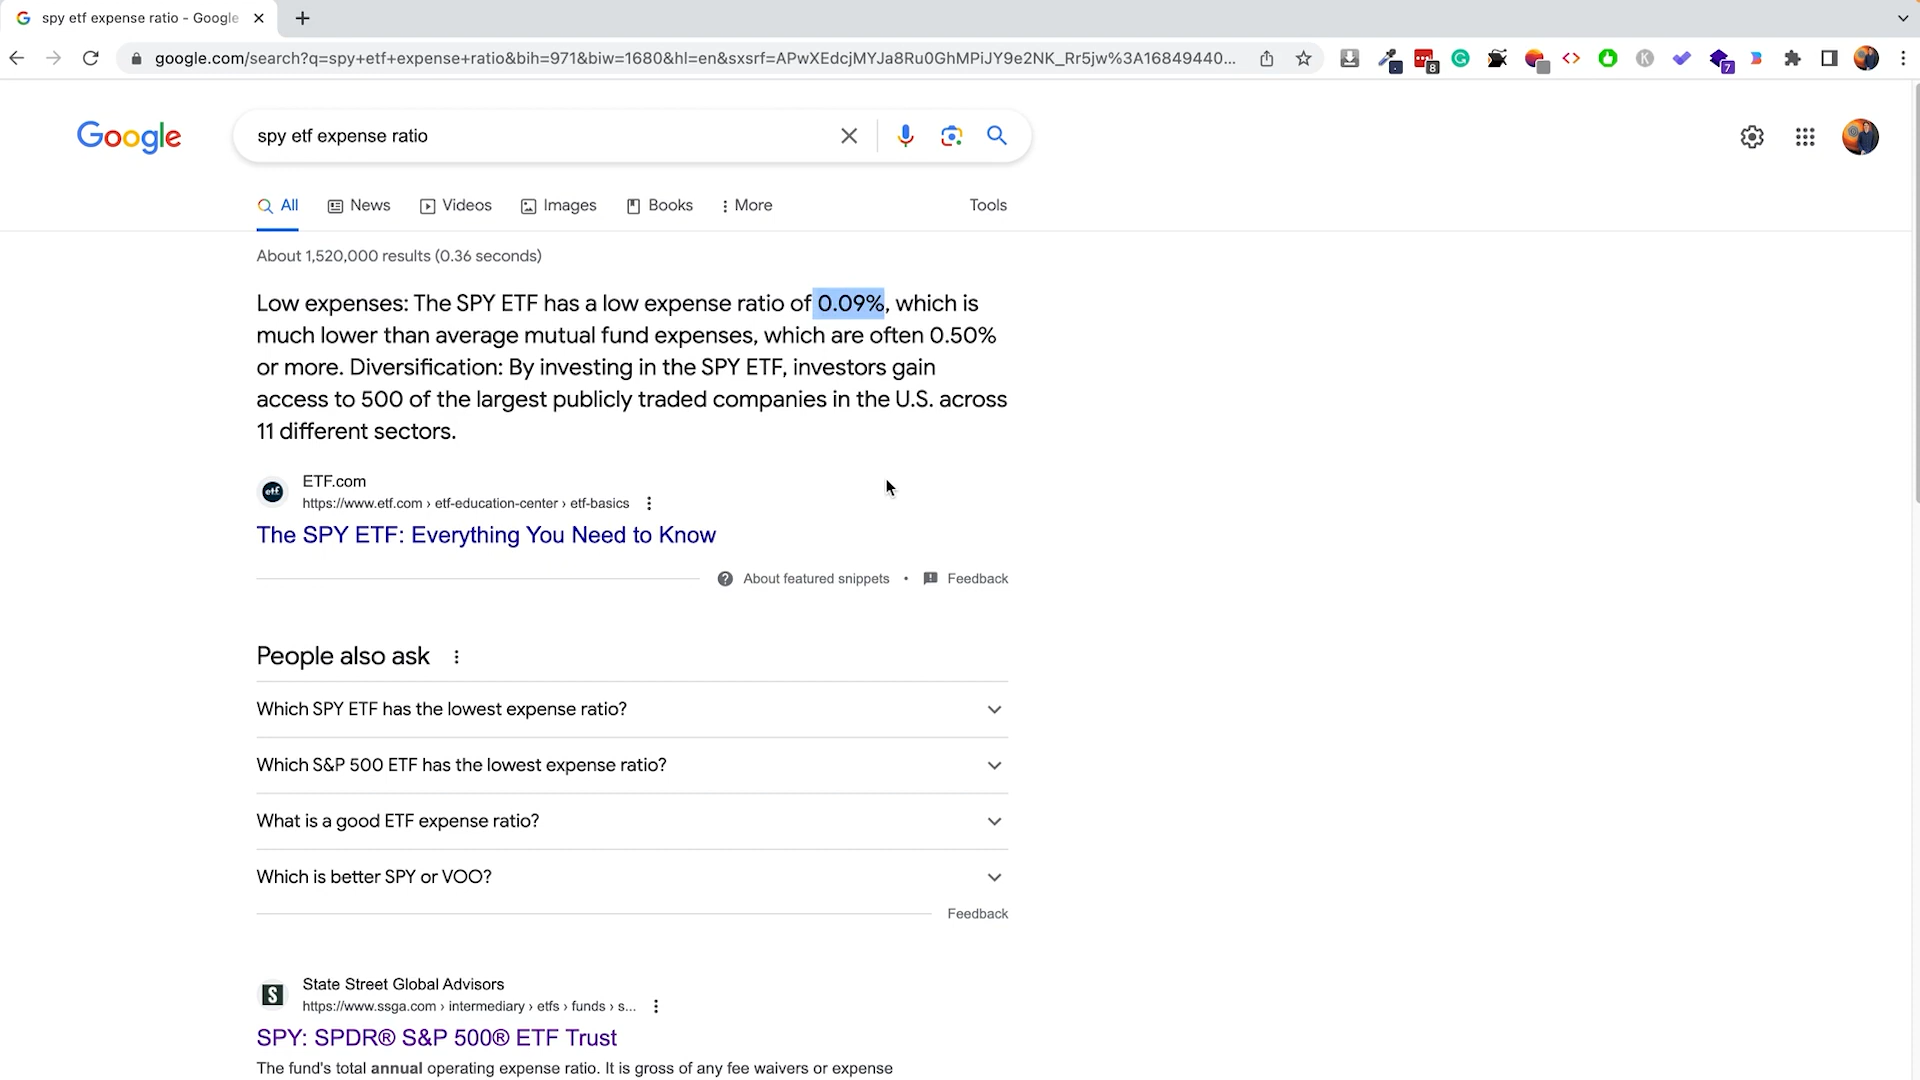 spy etf expense ratio - Google
google.com/search?q=spy+etf+expense+ratio&bih=971&biw=1680&hl=en&sxsrf=APwXEdcjMYJa8Ru0GhMPiJY9e2NK_Rr5jw%3A16849440...
8
K
7
Google
spy etf expense ratio
All
News
Videos
Images
Books
More
Tools
About 1,520,000 results (0.36 seconds)
Low expenses: The SPY ETF has a low expense ratio of 0.09%, which is
much lower than average mutual fund expenses, which are often 0.50%
or more. Diversification: By investing in the SPY ETF, investors gain
access to 500 of the largest publicly traded companies in the U.S. across
11 different sectors.
etf
ETF.com
https://www.etf.com › etf-education-center › etf-basics
The SPY ETF: Everything You Need to Know
About featured snippets • Feedback
People also ask
Which SPY ETF has the lowest expense ratio?
Which S&P 500 ETF has the lowest expense ratio?
What is a good ETF expense ratio?
Which is better SPY or VOO?
Feedback
S
State Street Global Advisors
https://www.ssga.com › intermediary › etfs › funds › s...
SPY: SPDR® S&P 500® ETF Trust
The fund's total annual operating expense ratio. It is gross of any fee waivers or expense